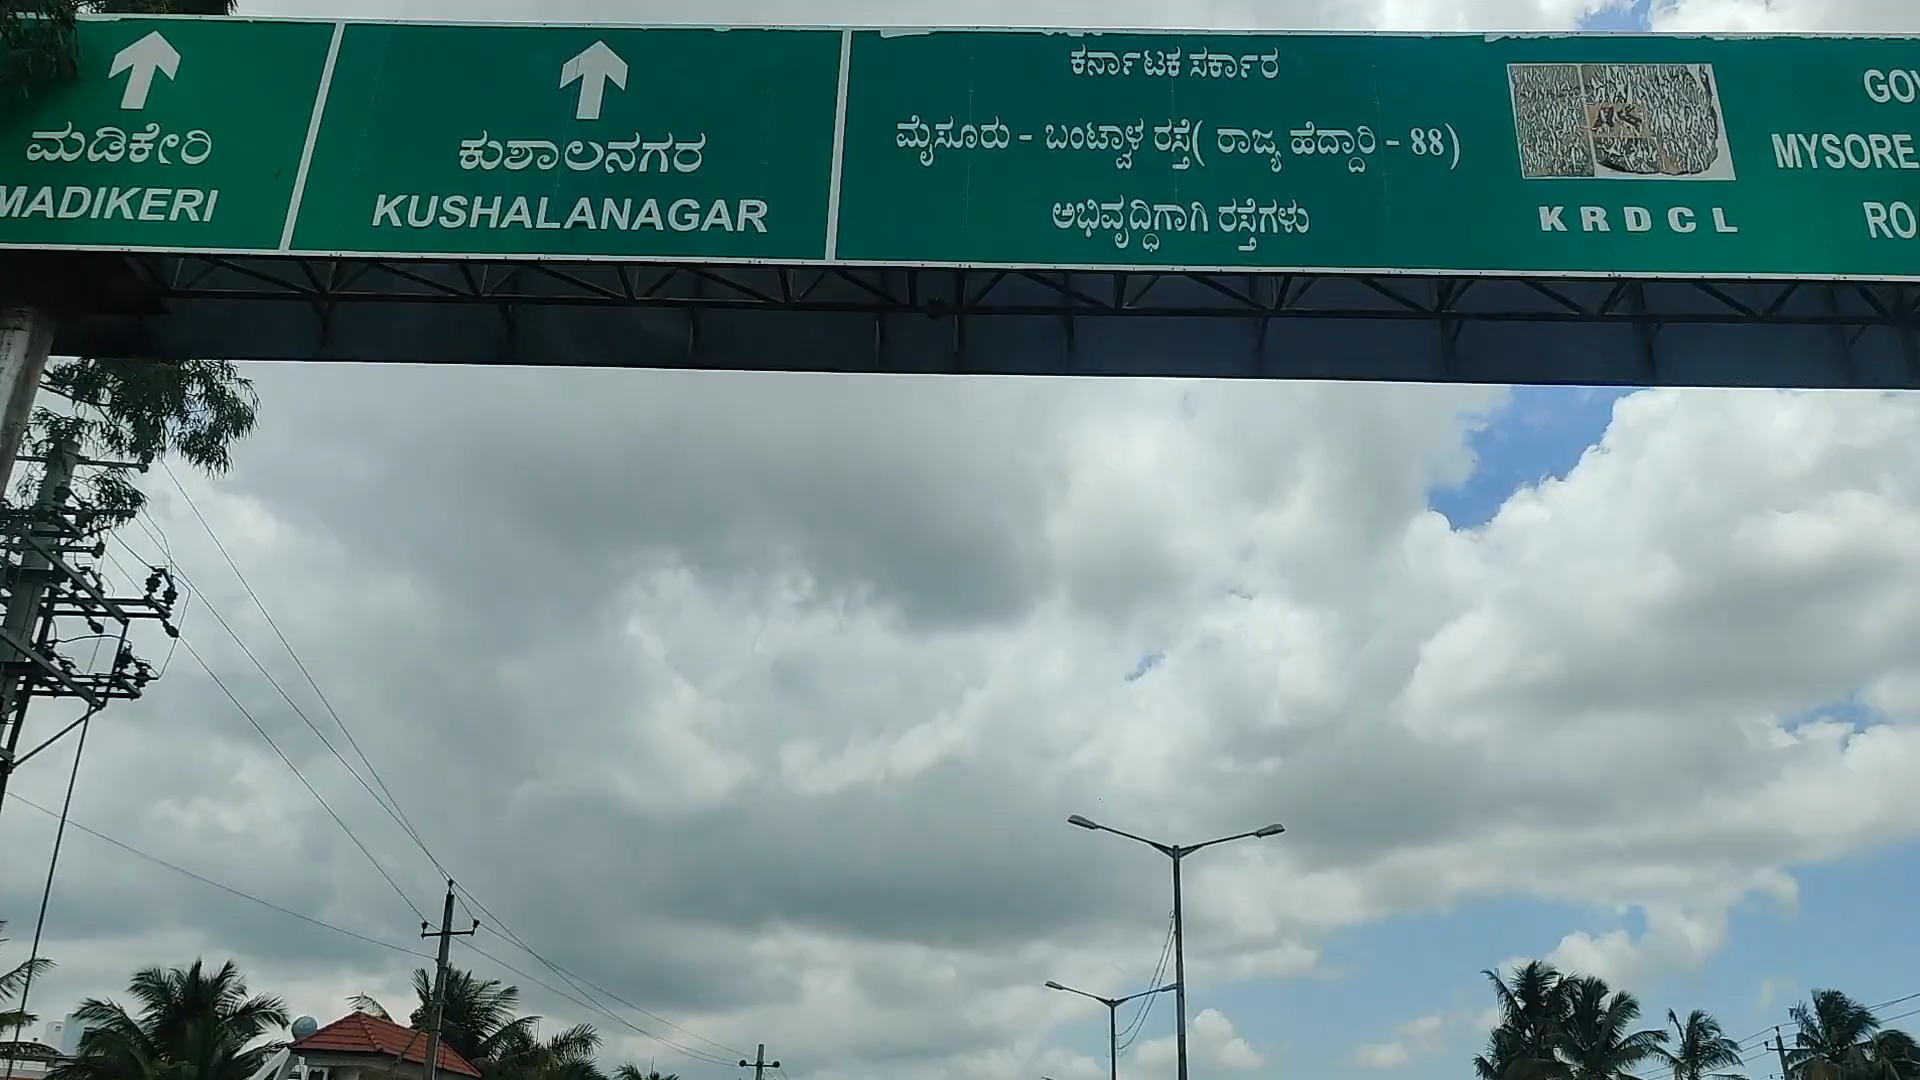 ಮಡಿಕೇರಿ
MADIKERI
ಕುಶಾಲನಗರ
KUSHALANAGAR
ಕರ್ನಾಟಕ ಸರ್ಕಾರ
ಮೈಸೂರು - ಬಂಟ್ವಾಳ ರಸ್ತೆ( ರಾಜ್ಯ ಹೆದ್ದಾರಿ - 88)
ಅಭಿವೃದ್ಧಿಗಾಗಿ ರಸ್ತೆಗಳು
KRDCL
MYSORE